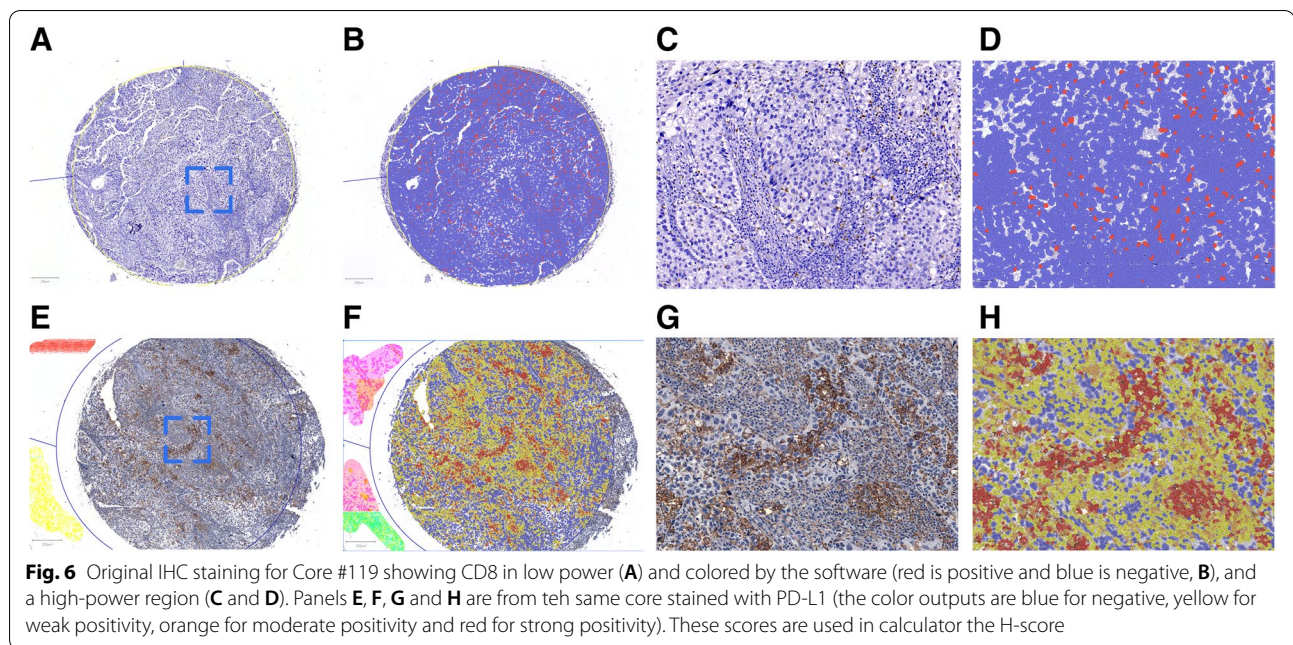 A B C D
E F G H
Fig. 6 Original IHC staining for Core #119 showing CD8 in low power (A) and colored by the software (red is positive and blue is negative, B), and
a high-power region (C and D). Panels E, F, G and H are from teh same core stained with PD-L1 (the color outputs are blue for negative, yellow for
weak positivity, orange for moderate positivity and red for strong positivity). These scores are used in calculator the H-score